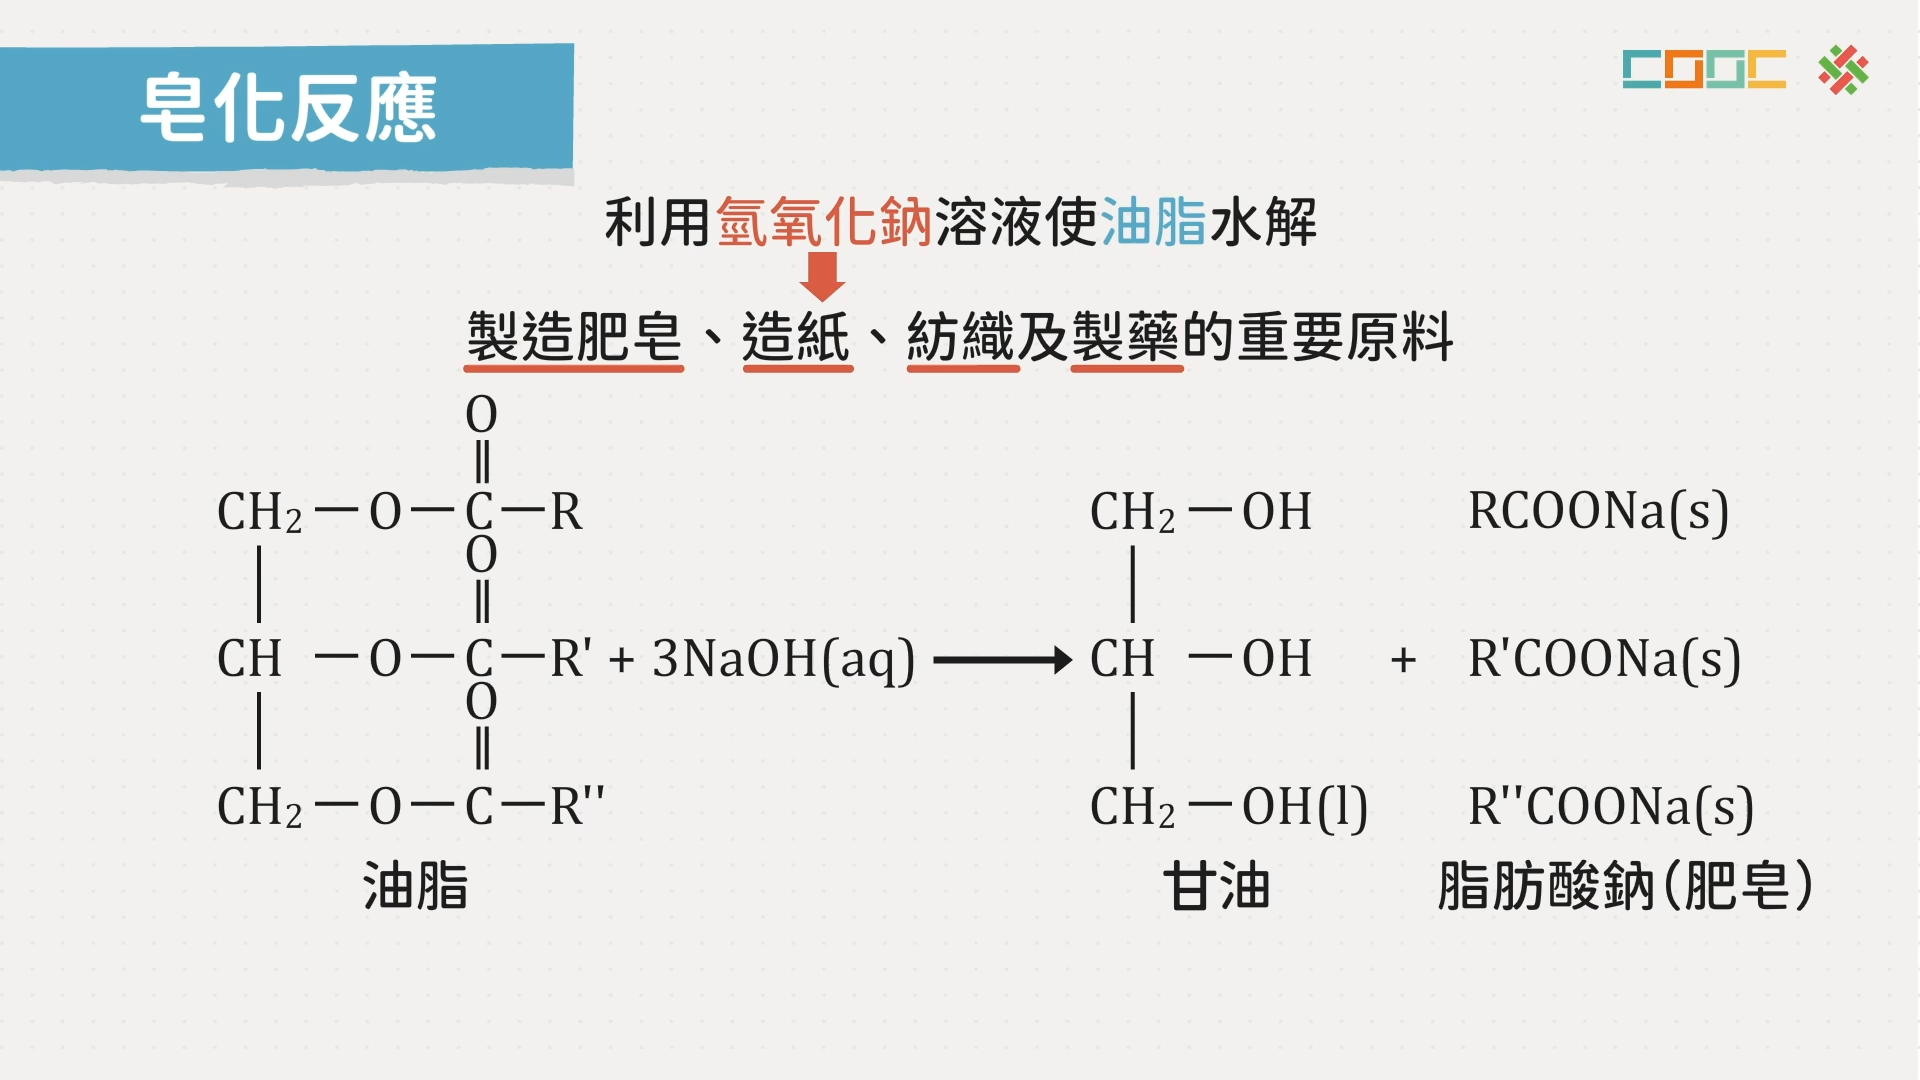 皂化反應
COOC
利用氫氧化鈉溶液使油脂水解
製造肥皂、造紙、紡織及製藥的重要原料
O
CH₂—O—C—R
O
CH —O—C—R' + 3NaOH(aq)
O
CH₂—O—C—R''
CH₂—OH
CH —OH
CH₂—OH(l)
+
RCOONa(s)
R'COONa(s)
R''COONa(s)
油脂
甘油
脂肪酸鈉(肥皂)